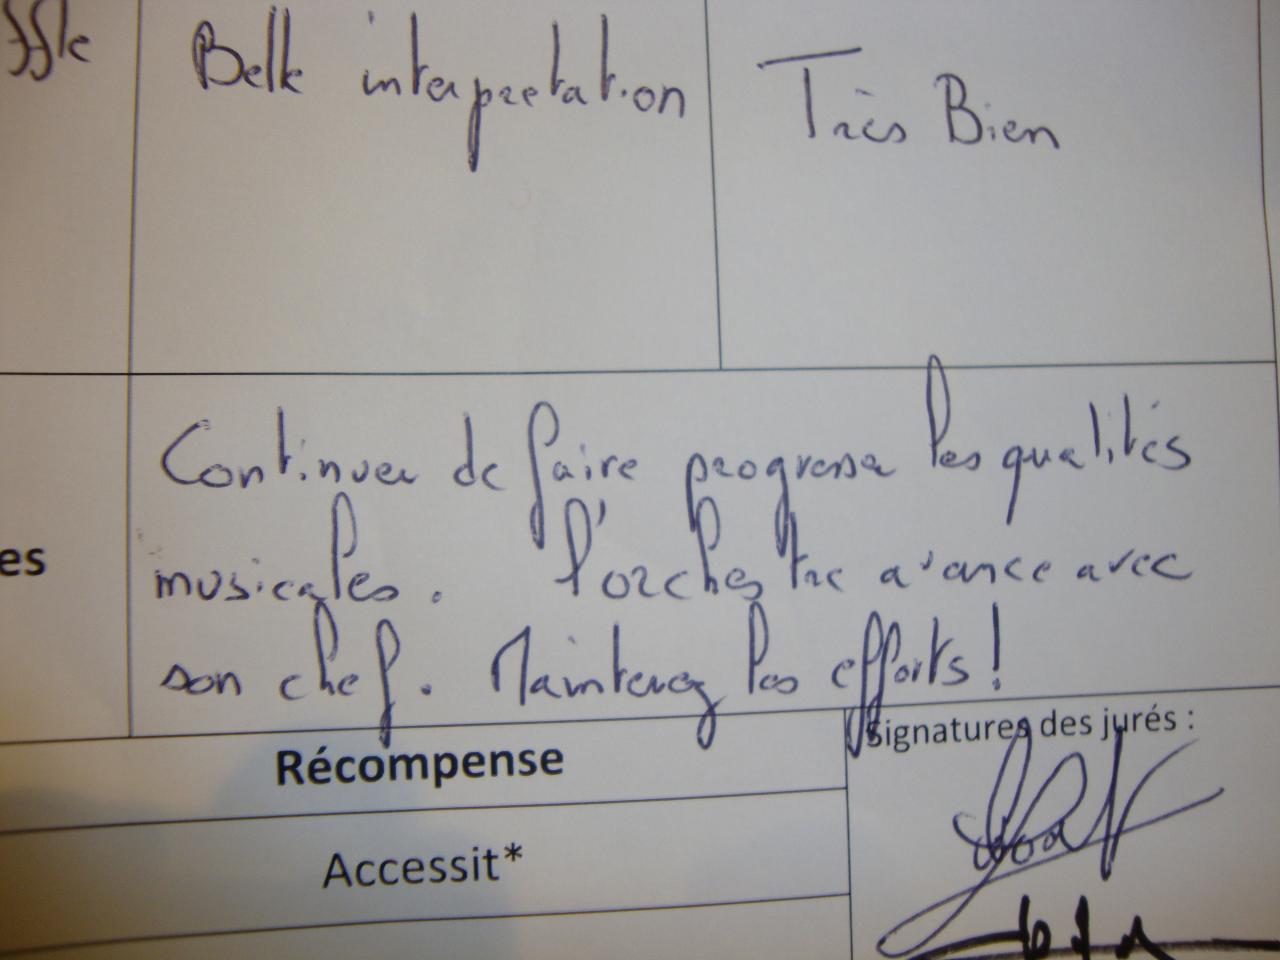 Belle interpretation
Très Bien
Continuer de faire progresser les qualités
musicales. l'orchestre avance avec
es
son chef. Maintenez les efforts!
Signatures des jurés :
Récompense
Accessit*